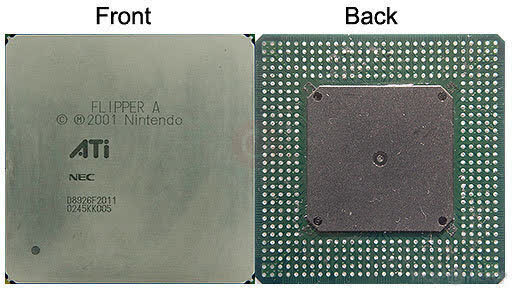 Front
Back
FLIPPER A
© Ⓜ 2001 Nintendo
ATi
NEC
D8926F2011
0245KK005